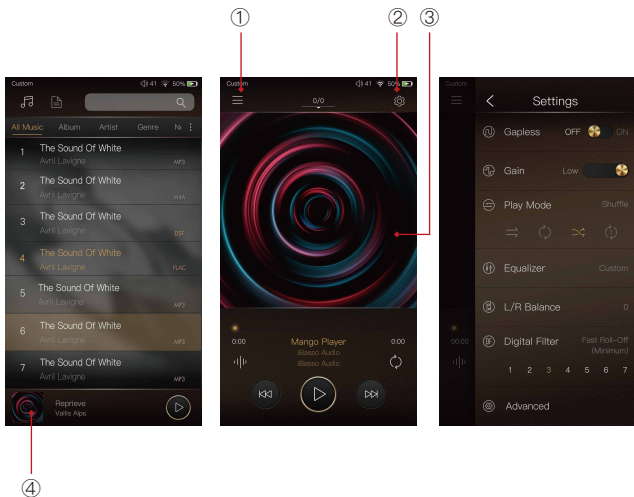 ① ② ③
Custom 41 50%
All Music Album Artist Genre
1 The Sound Of White
Avril Lavigne MP3
2 The Sound Of White
Avril Lavigne M4A
3 The Sound Of White
Avril Lavigne DSF
4 The Sound Of White
Avril Lavigne FLAC
5 The Sound Of White
Avril Lavigne MP3
6 The Sound Of White
Avril Lavigne MP3
7 The Sound Of White
Avril Lavigne MP3
Reprieve
Vallis Alps
④
Custom 41 50%
0/0
0:00 Mango Player 0:00
iBasso Audio
iBasso Audio
Custom
00:00
Settings
Gapless OFF ON
Gain Low
Play Mode Shuffle
Equalizer Custom
L/R Balance 0
DF Digital Filter Fast Roll-Off
(Minimum)
1 2 3 4 5 6 7
Advanced